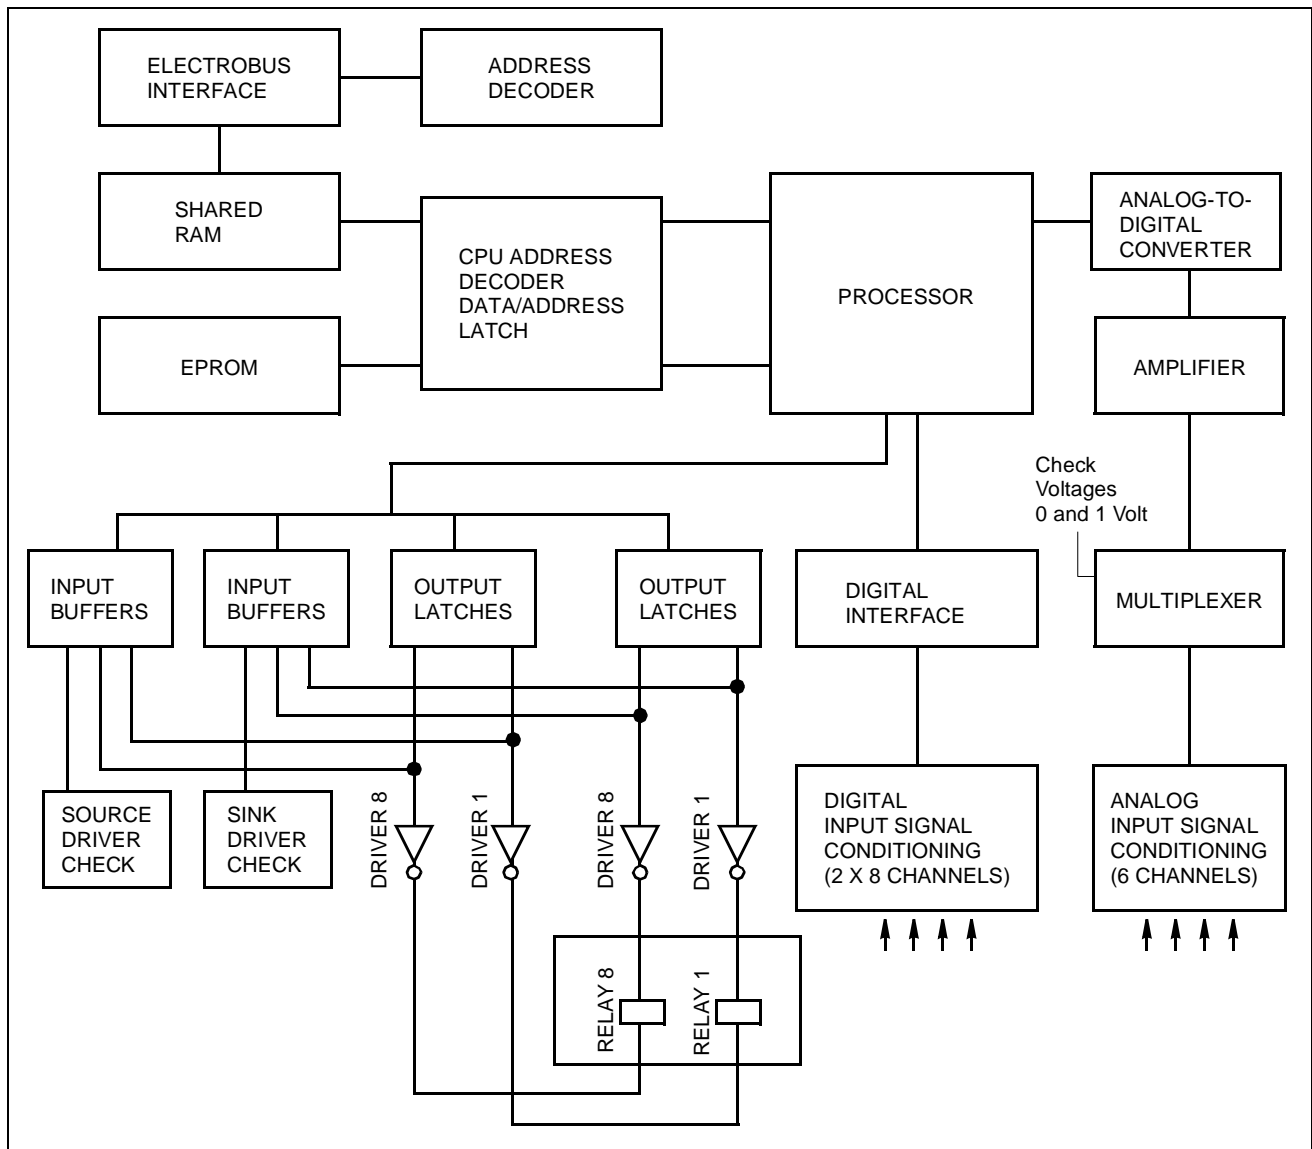 ELECTROBUS
INTERFACE
ADDRESS
DECODER
SHARED
RAM
CPU ADDRESS
DECODER
DATA/ADDRESS
LATCH
PROCESSOR
ANALOG-TO-
DIGITAL
CONVERTER
EPROM
AMPLIFIER
Check
Voltages
0 and 1 Volt
INPUT
BUFFERS
INPUT
BUFFERS
OUTPUT
LATCHES
OUTPUT
LATCHES
DIGITAL
INTERFACE
MULTIPLEXER
SOURCE
DRIVER
CHECK
SINK
DRIVER
CHECK
DRIVER 8
DRIVER 1
DRIVER 8
DRIVER 1
DIGITAL
INPUT SIGNAL
CONDITIONING
(2 X 8 CHANNELS)
ANALOG
INPUT SIGNAL
CONDITIONING
(6 CHANNELS)
RELAY 8
RELAY 1